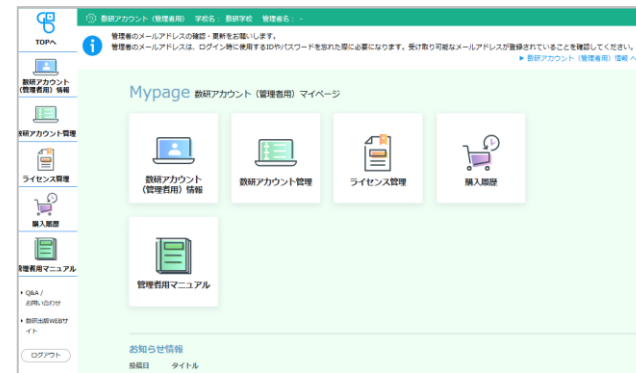 数研アカウント（管理者用） 学校名： 数研学校 管理者名： -
管理者のメールアドレスの確認・更新をお願いします。
管理者のメールアドレスは、ログイン時に使用するIDやパスワードを忘れた際に必要になります。受け取り可能なメールアドレスが登録されていることを確認してください。
▶ 数研アカウント（管理者用）情報 へ
TOPへ
数研アカウント
（管理者用）情報
数研アカウント管理
ライセンス管理
購入履歴
管理者用マニュアル
・Q&A /
お問い合わせ
・数研出版WEBサ
イト
ログアウト
Mypage 数研アカウント（管理者用）マイページ
数研アカウント
（管理者用）情報
数研アカウント管理
ライセンス管理
購入履歴
管理者用マニュアル
お知らせ情報
投稿日 タイトル